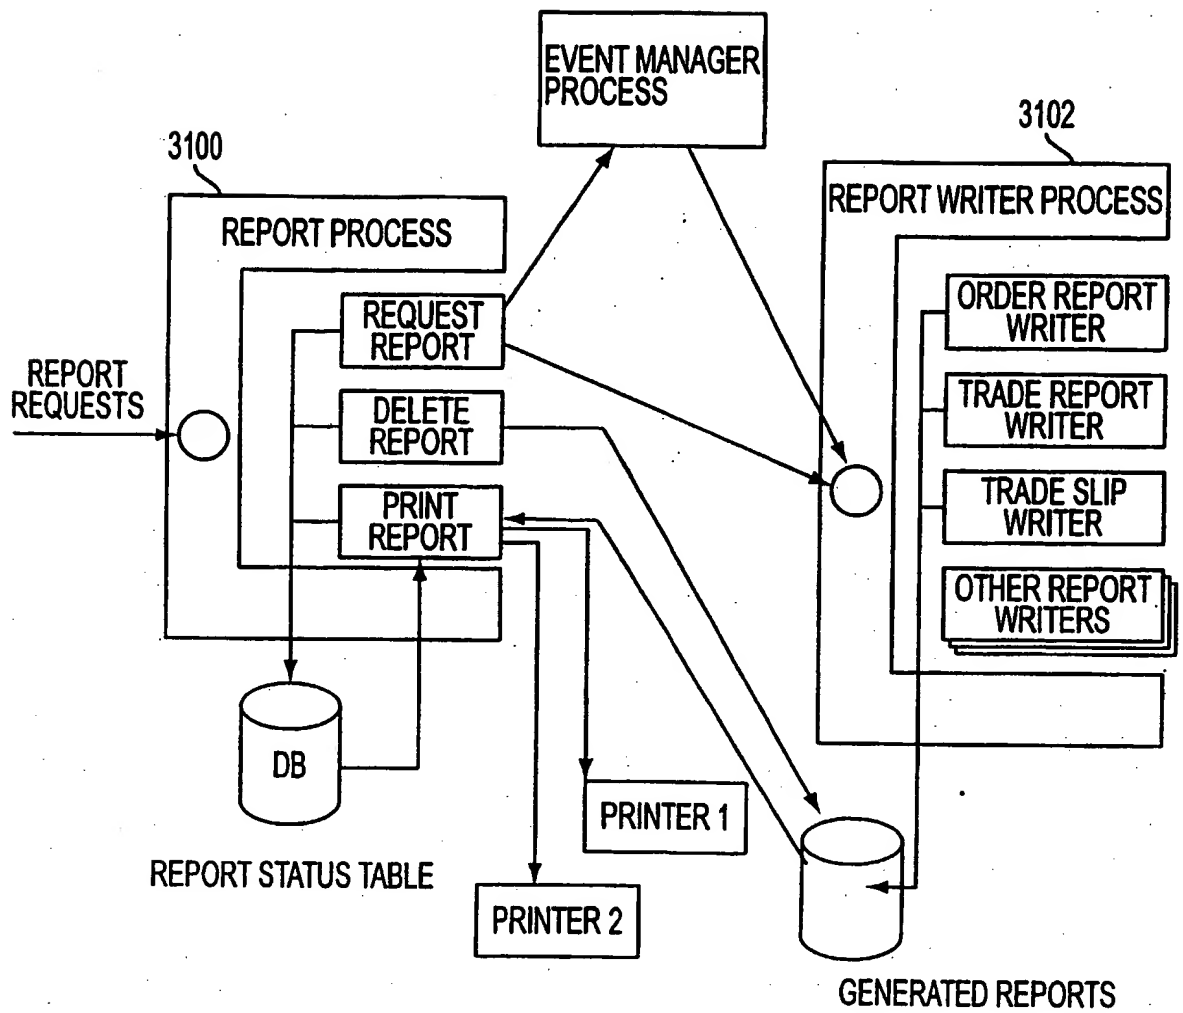 EVENT MANAGER
PROCESS
3102
3100
REPORT WRITER PROCESS
REPORT PROCESS
ORDER REPORT
WRITER
REQUEST
REPORT
REPORT
REQUESTS
TRADE REPORT
WRITER
DELETE
REPORT
TRADE SLIP
WRITER
PRINT
REPORT
OTHER REPORT
WRITERS
DB
PRINTER 1
REPORT STATUS TABLE
PRINTER 2
GENERATED REPORTS